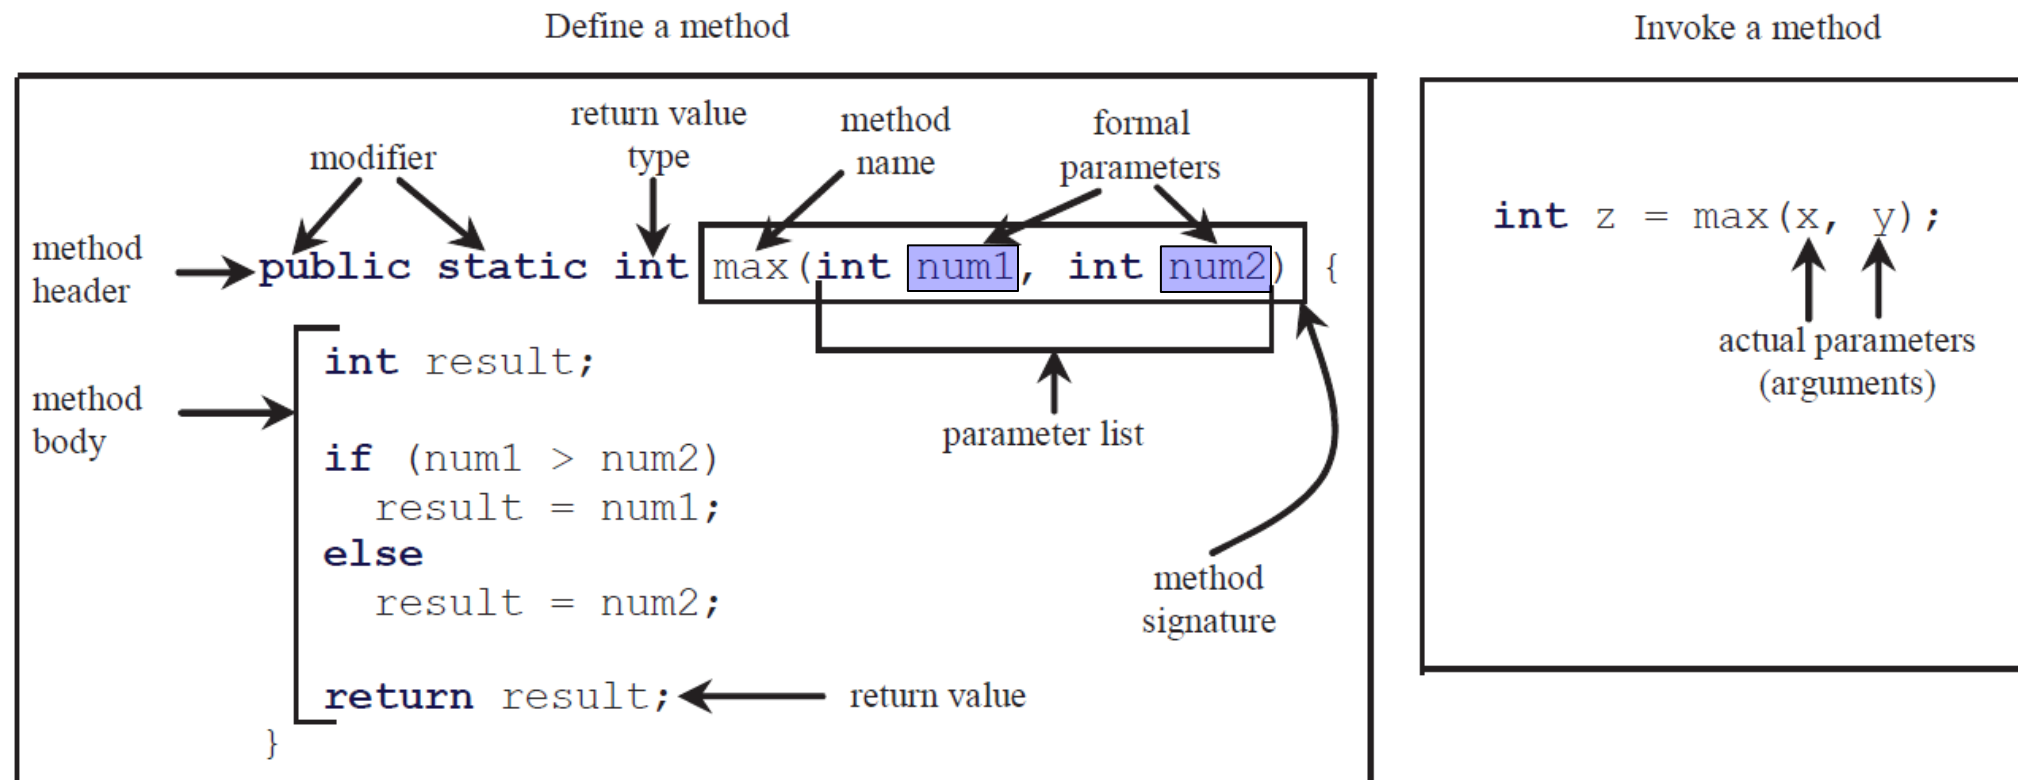 Define a method
Invoke a method
return value
type
method
name
formal
parameters
modifier
method
header
public static int max(int num1, int num2) {
int z = max(x, y);
actual parameters
(arguments)
int result;
method
body
parameter list
if (num1 > num2)
result = num1;
else
result = num2;
method
signature
return result;
return value
}